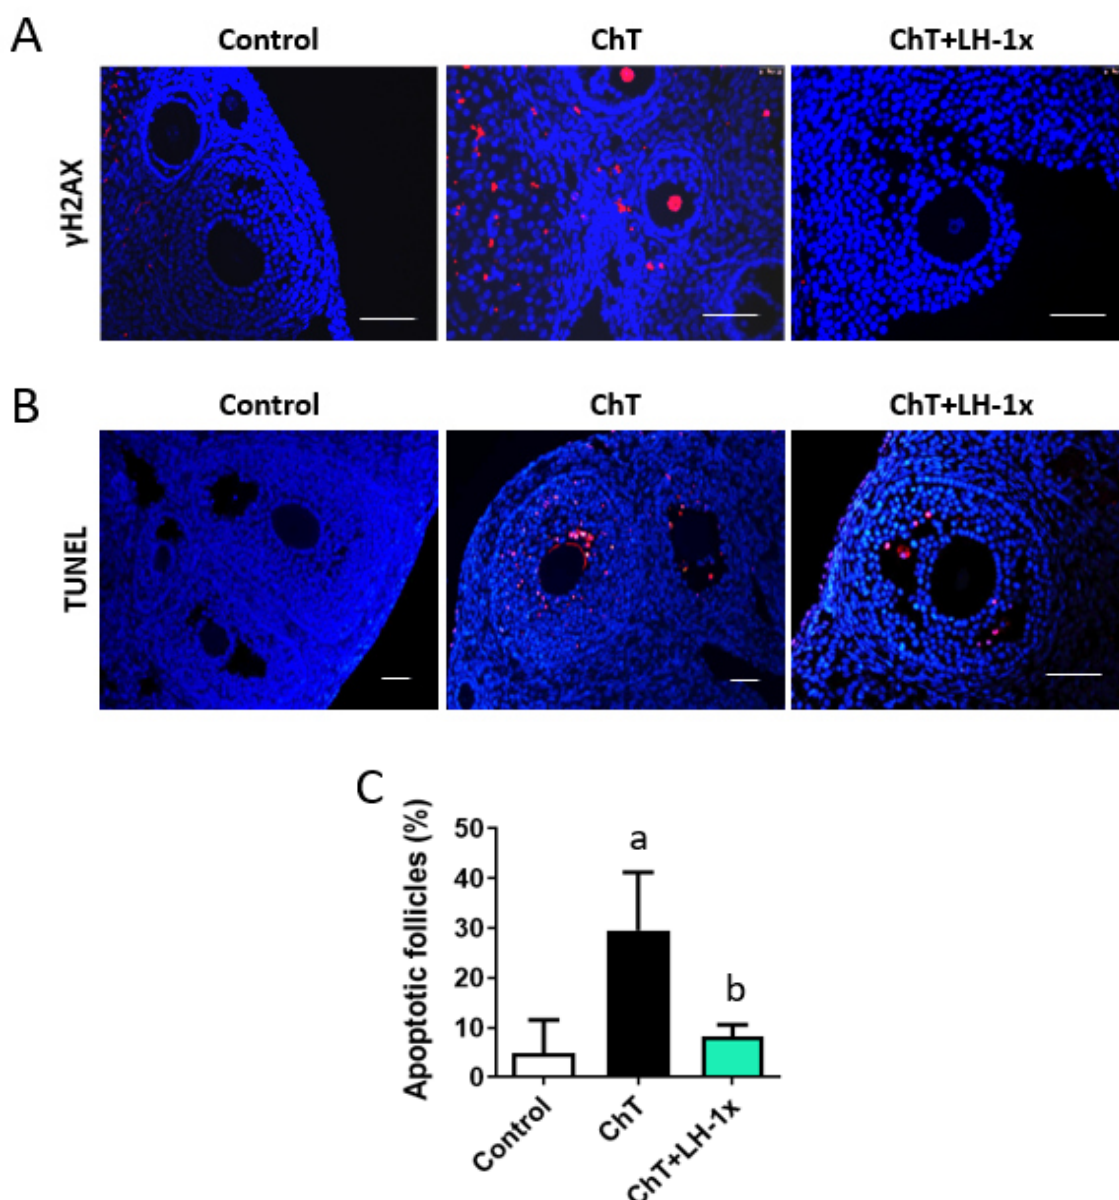 A
Control
ChT
ChT+LH-1x
γH2AX
B
Control
ChT
ChT+LH-1x
TUNEL
C
Apoptotic follicles (%)
50
40
30
20
10
0
a
b
Control
ChT
ChT+LH-1x